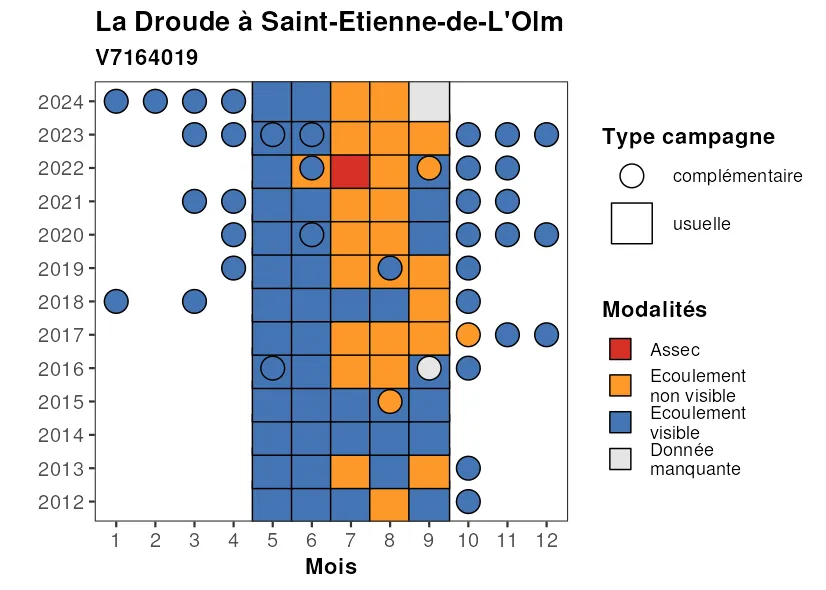 La Droude à Saint-Etienne-de-L'Olm
V7164019
2024
2023
2022
2021
2020
2019
2018
2017
2016
2015
2014
2013
2012
1 2 3 4 5 6 7 8 9 10 11 12
Mois
Type campagne
complémentaire
usuelle
Modalités
Assec
Ecoulement
non visible
Ecoulement
visible
Donnée
manquante